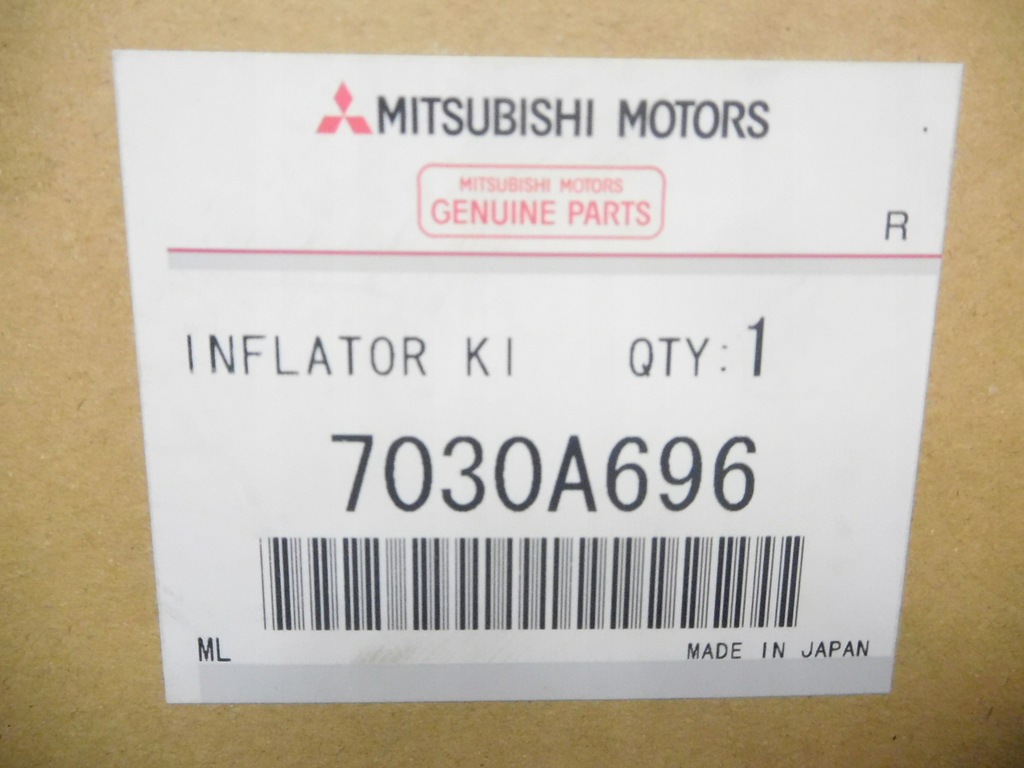 MITSUBISHI MOTORS
MITSUBISHI MOTORS
GENUINE PARTS
R
INFLATOR KI QTY:1
7030A696
ML MADE IN JAPAN